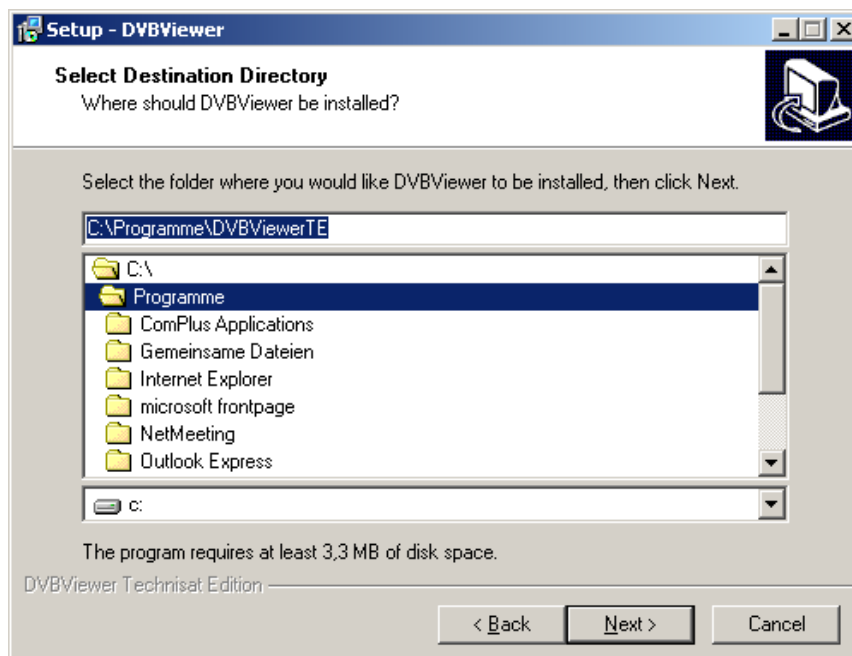 Setup - DVBViewer
Select Destination Directory
Where should DVBViewer be installed?
Select the folder where you would like DVBViewer to be installed, then click Next.
C:\Programme\DVBViewerTE
C:\
Programme
ComPlus Applications
Gemeinsame Dateien
Internet Explorer
microsoft frontpage
NetMeeting
Outlook Express
c:
The program requires at least 3,3 MB of disk space.
DVBViewer Technisat Edition
< Back Next > Cancel